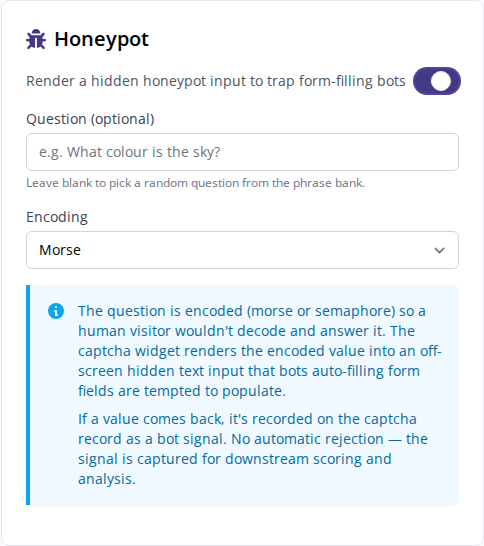 Honeypot
Render a hidden honeypot input to trap form-filling bots
Question (optional)
e.g. What colour is the sky?
Leave blank to pick a random question from the phrase bank.
Encoding
Morse
The question is encoded (morse or semaphore) so a
human visitor wouldn't decode and answer it. The
captcha widget renders the encoded value into an off-
screen hidden text input that bots auto-filling form
fields are tempted to populate.
If a value comes back, it's recorded on the captcha
record as a bot signal. No automatic rejection — the
signal is captured for downstream scoring and
analysis.